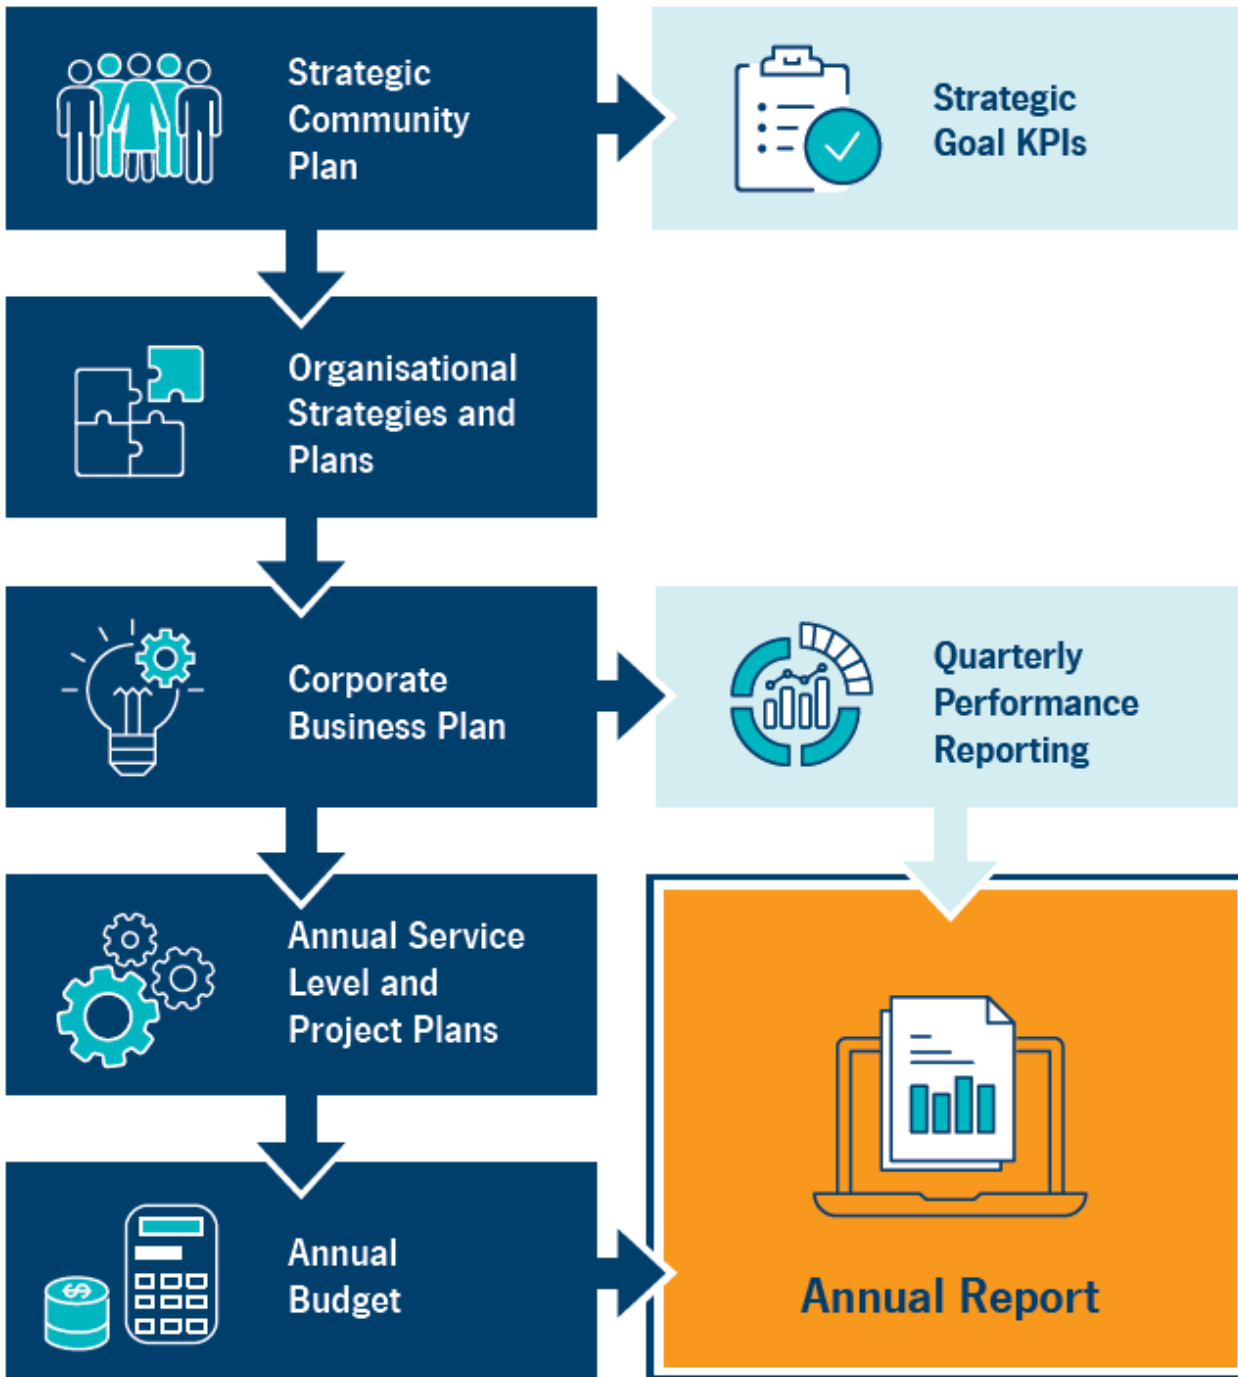 Strategic
Community
Plan
Strategic
Goal KPIs
Organisational
Strategies and
Plans
Corporate
Business Plan
Quarterly
Performance
Reporting
Annual Service
Level and
Project Plans
$
Annual
Budget
Annual Report